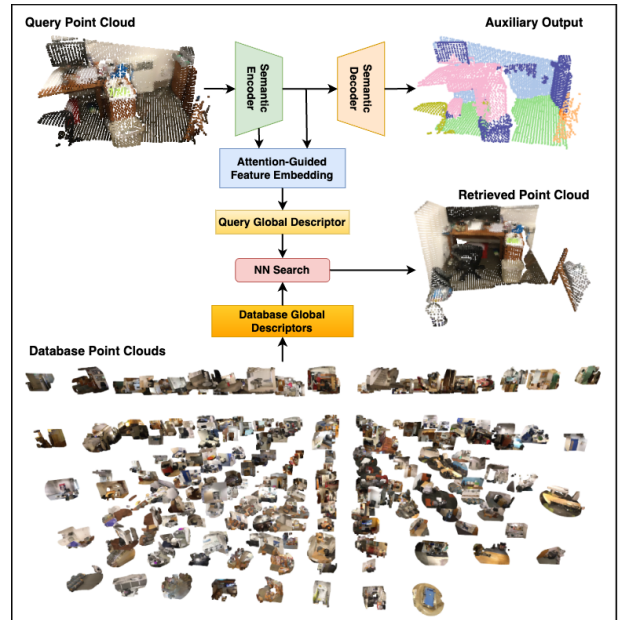 Query Point Cloud
Auxiliary Output
Semantic
Encoder
Semantic
Decoder
Attention-Guided
Feature Embedding
Retrieved Point Cloud
Query Global Descriptor
NN Search
Database Global
Descriptors
Database Point Clouds